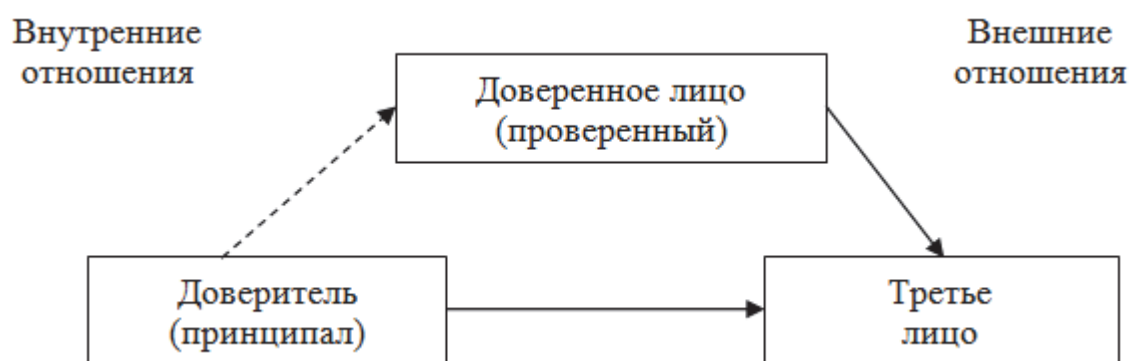 Внутренние
отношения
Внешние
отношения
Доверенное лицо
(проверенный)
Доверитель
(принципал)
Третье
лицо